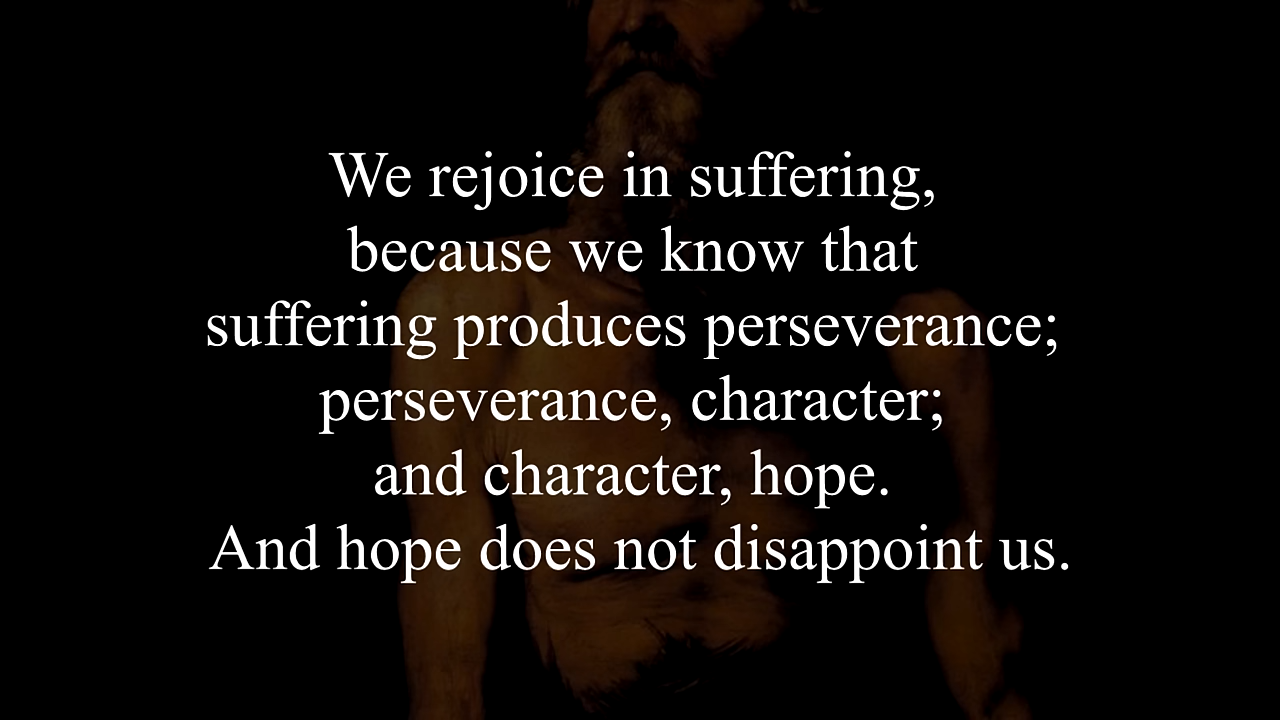 We rejoice in suffering,
because we know that
suffering produces perseverance;
perseverance, character;
and character, hope.
And hope does not disappoint us.